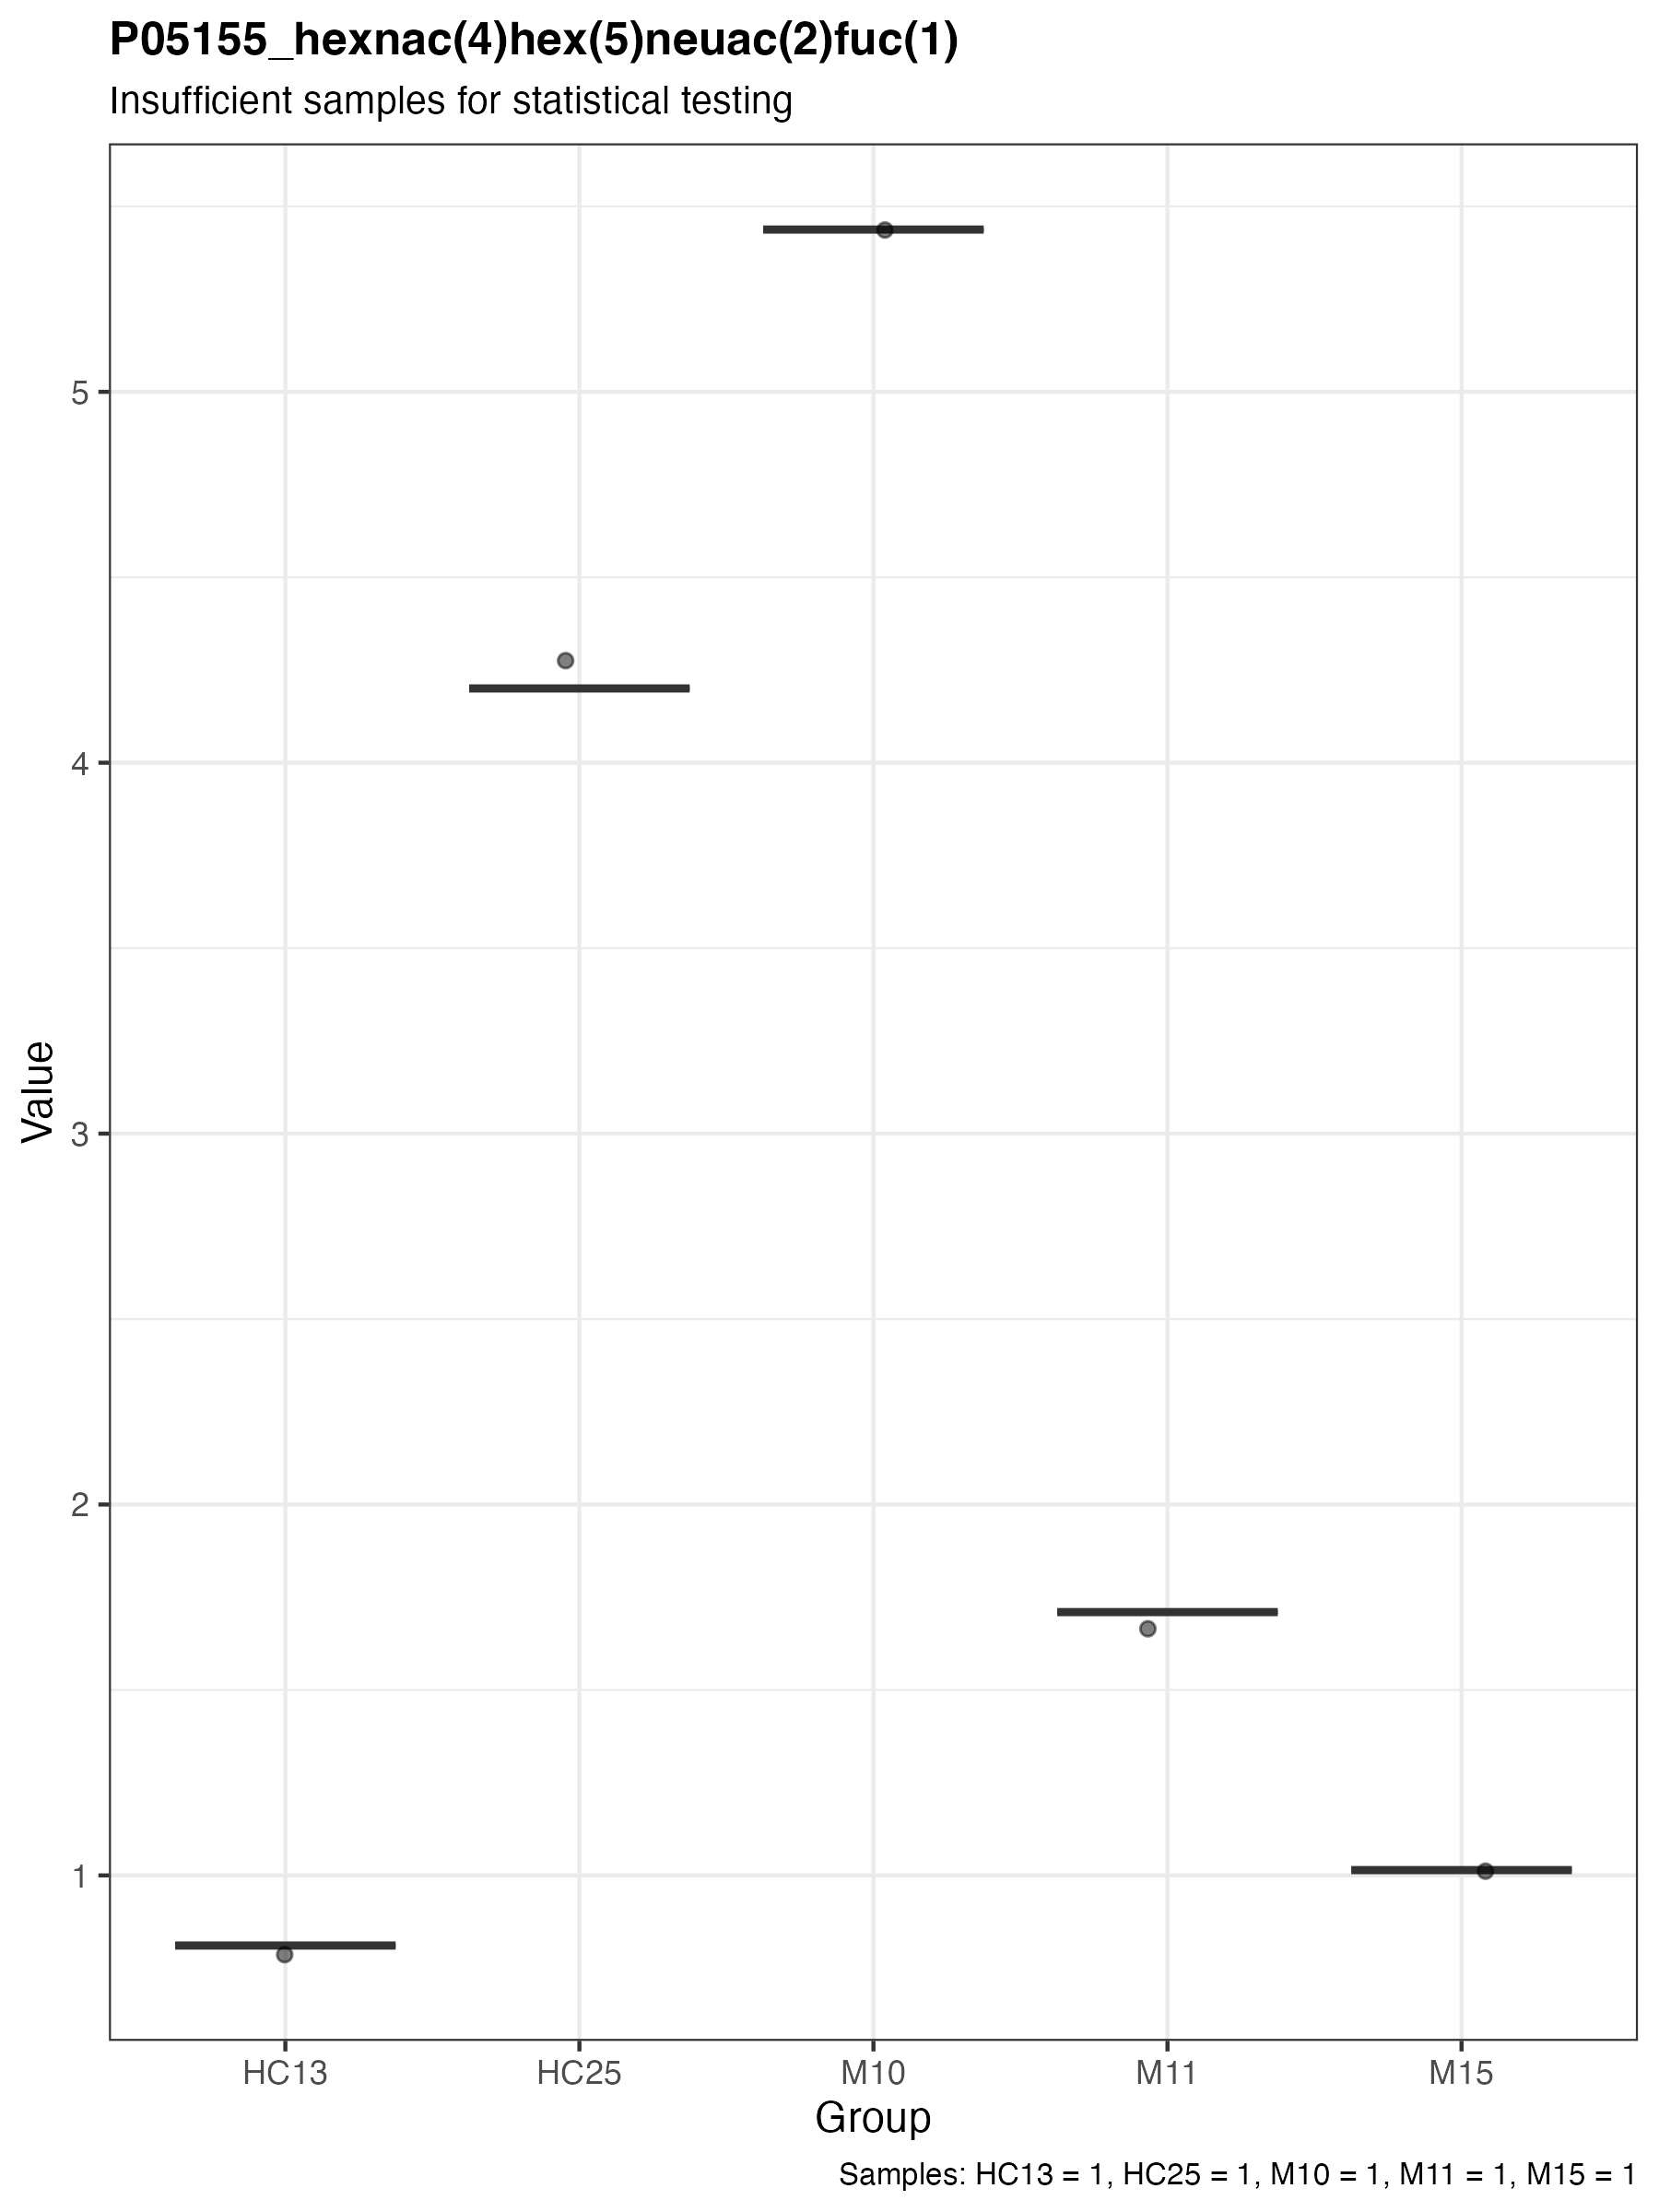 P05155_hexnac(4)hex(5)neuac(2)fuc(1)
Insufficient samples for statistical testing
Value
5
4
3
2
1
HC13 HC25 M10 M11 M15
Group
Samples: HC13 = 1, HC25 = 1, M10 = 1, M11 = 1, M15 = 1